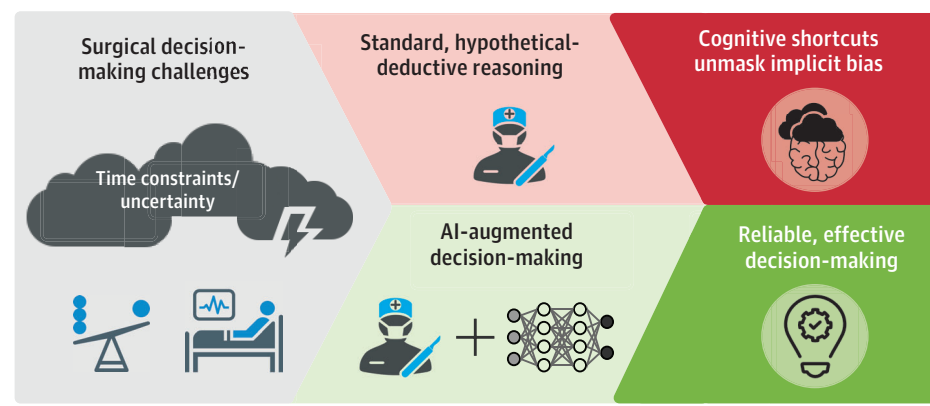 Surgical decision-
making challenges
Time constraints/
uncertainty
Standard, hypothetical-
deductive reasoning
Cognitive shortcuts
unmask implicit bias
AI-augmented
decision-making
Reliable, effective
decision-making